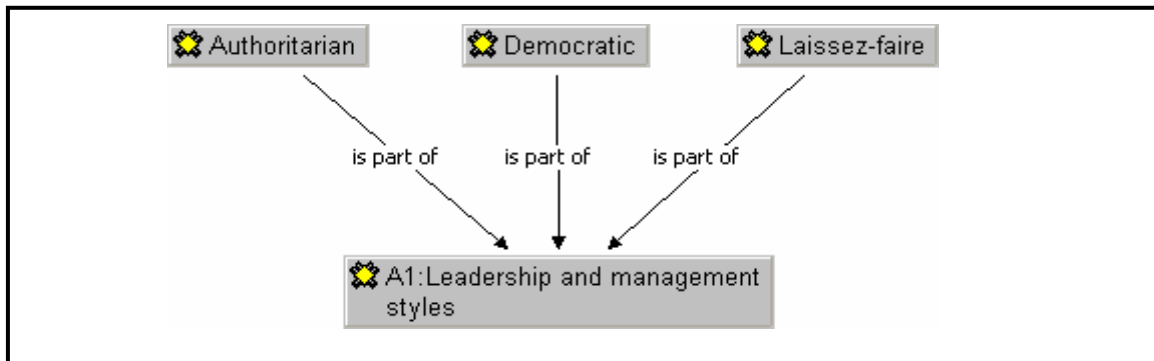 Authoritarian
Democratic
Laissez-faire
is part of
is part of
is part of
A1:Leadership and management
styles